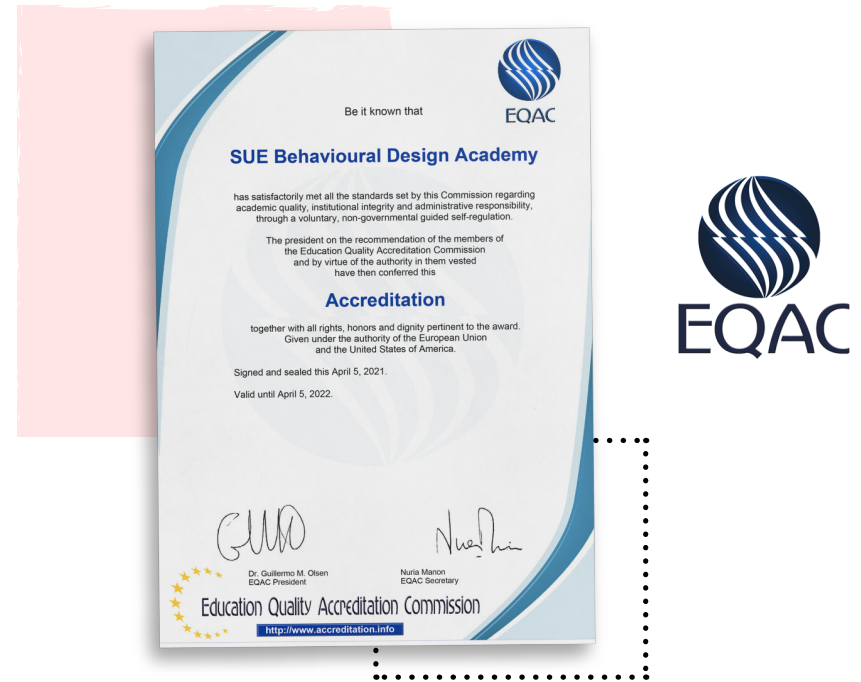 EQAC
Be it known that
SUE Behavioural Design Academy
has satisfactorily met all the standards set by this Commission regarding
academic quality, institutional integrity and administrative responsibility,
through a voluntary, non-governmental guided self-regulation.
The president on the recommendation of the members of
the Education Quality Accreditation Commission
and by virtue of the authority in them vested
have then conferred this
Accreditation
together with all rights, honors and dignity pertinent to the award.
Given under the authority of the European Union
and the United States of America.
Signed and sealed this April 5, 2021.
Valid until April 5, 2022.
Dr. Guillermo M. Olsen
EQAC President
Nuria Manon
EQAC Secretary
Education Quality Accreditation Commission
http://www.accreditation.info
EQAC